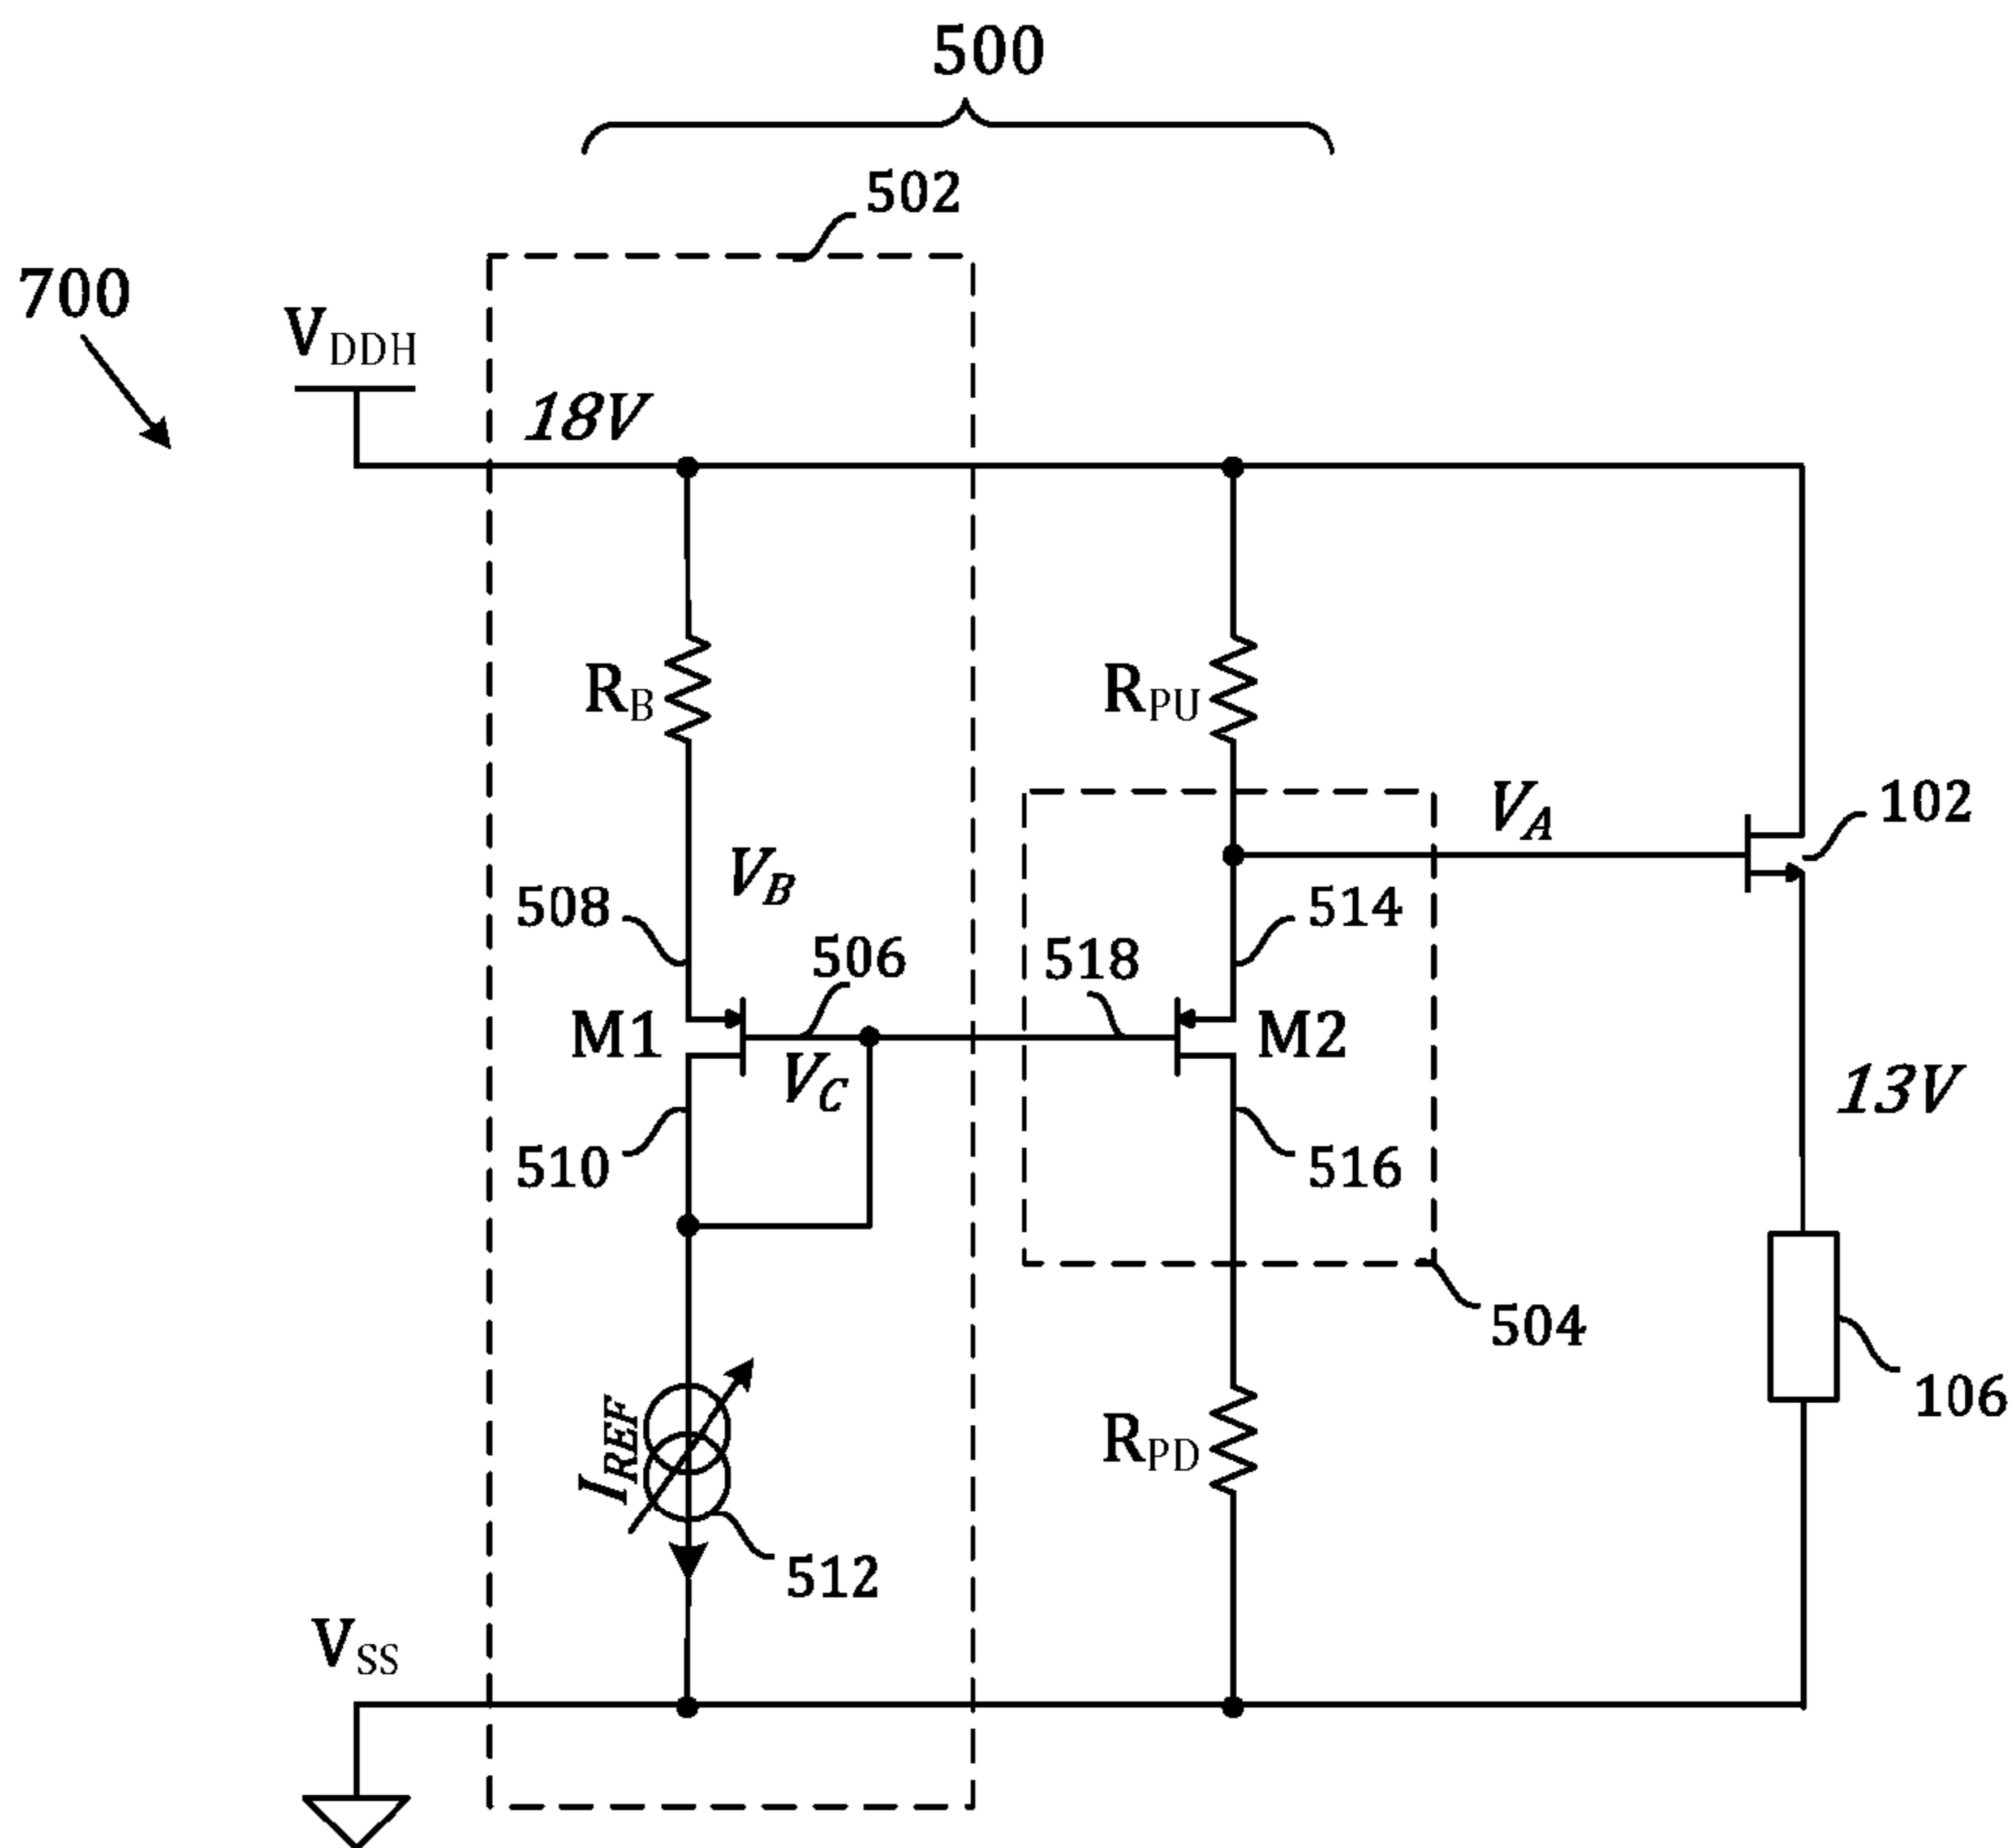 500
502
700
VDDH
18V
RB
RPU
VA
102
VB
508
514
506
518
M1
M2
VC
13V
510
516
504
106
IREF
RPD
512
VSS